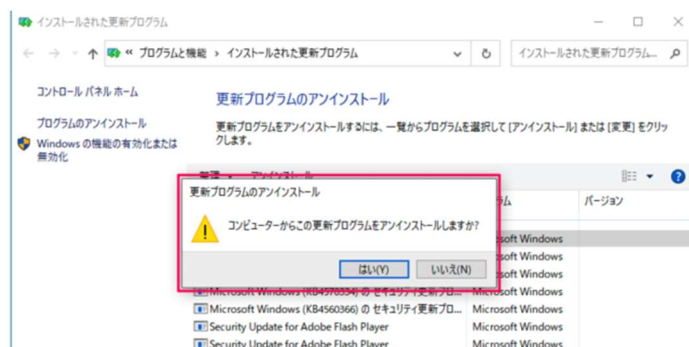 インストールされた更新プログラム
« プログラムと機能 › インストールされた更新プログラム
インストールされた更新プログラム...
コントロール パネル ホーム
プログラムのアンインストール
Windows の機能の有効化または
無効化
更新プログラムのアンインストール
更新プログラムをアンインストールするには、一覧からプログラムを選択して [アンインストール] または [変更] をクリッ
クします。
バージョン
更新プログラムのアンインストール
コンピューターからこの更新プログラムをアンインストールしますか?
はい(Y) いいえ(N)
soft Windows
soft Windows
soft Windows
Microsoft Windows
Microsoft Windows (KB4560366) の セキュリティ更新プロ... Microsoft Windows
Security Update for Adobe Flash Player Microsoft Windows
Security Update for Adobe Flash Player Microsoft Windows